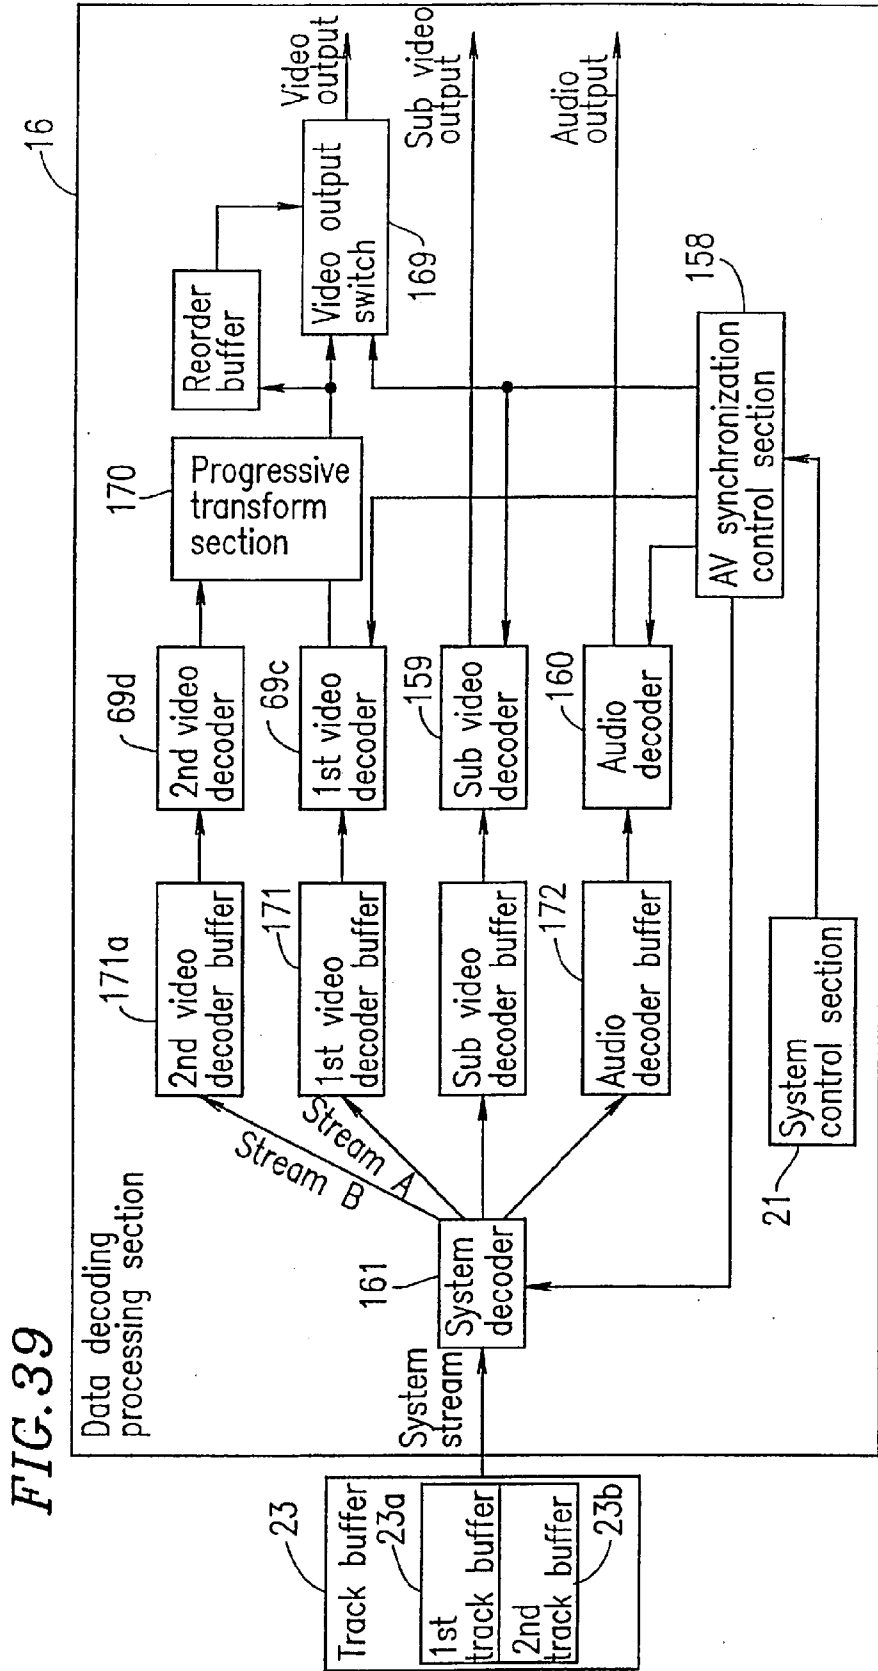 FIG.39
Data decoding
processing section
16
23
Track buffer
23a
1st
track buffer
2nd
track buffer
23b
System
stream
161
System
decoder
Stream B
Stream A
171a
2nd video
decoder buffer
171
1st video
decoder buffer
Sub video
decoder buffer
172
Audio
decoder buffer
69d
2nd video
decoder
69c
1st video
decoder
159
Sub video
decoder
160
Audio
decoder
170
Progressive
transform
section
Reorder
buffer
Video output
switch
169
Video
output
Sub video
output
Audio
output
158
AV synchronization
control section
21
System
control section